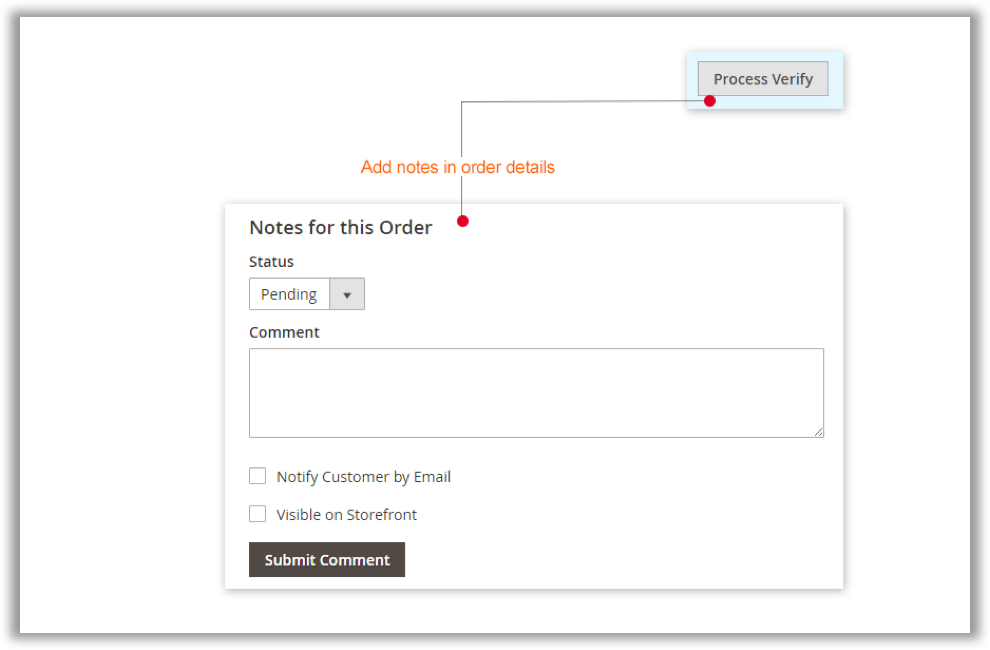 Process Verify
Add notes in order details
Notes for this Order
Status
Pending
Comment
Notify Customer by Email
Visible on Storefront
Submit Comment